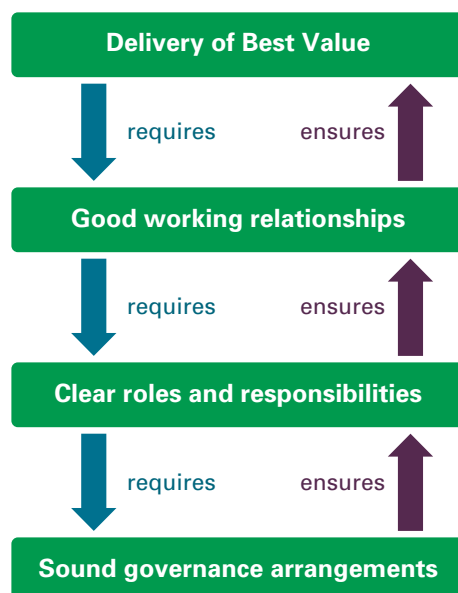 Delivery of Best Value
requires ensures
Good working relationships
requires ensures
Clear roles and responsibilities
requires ensures
Sound governance arrangements